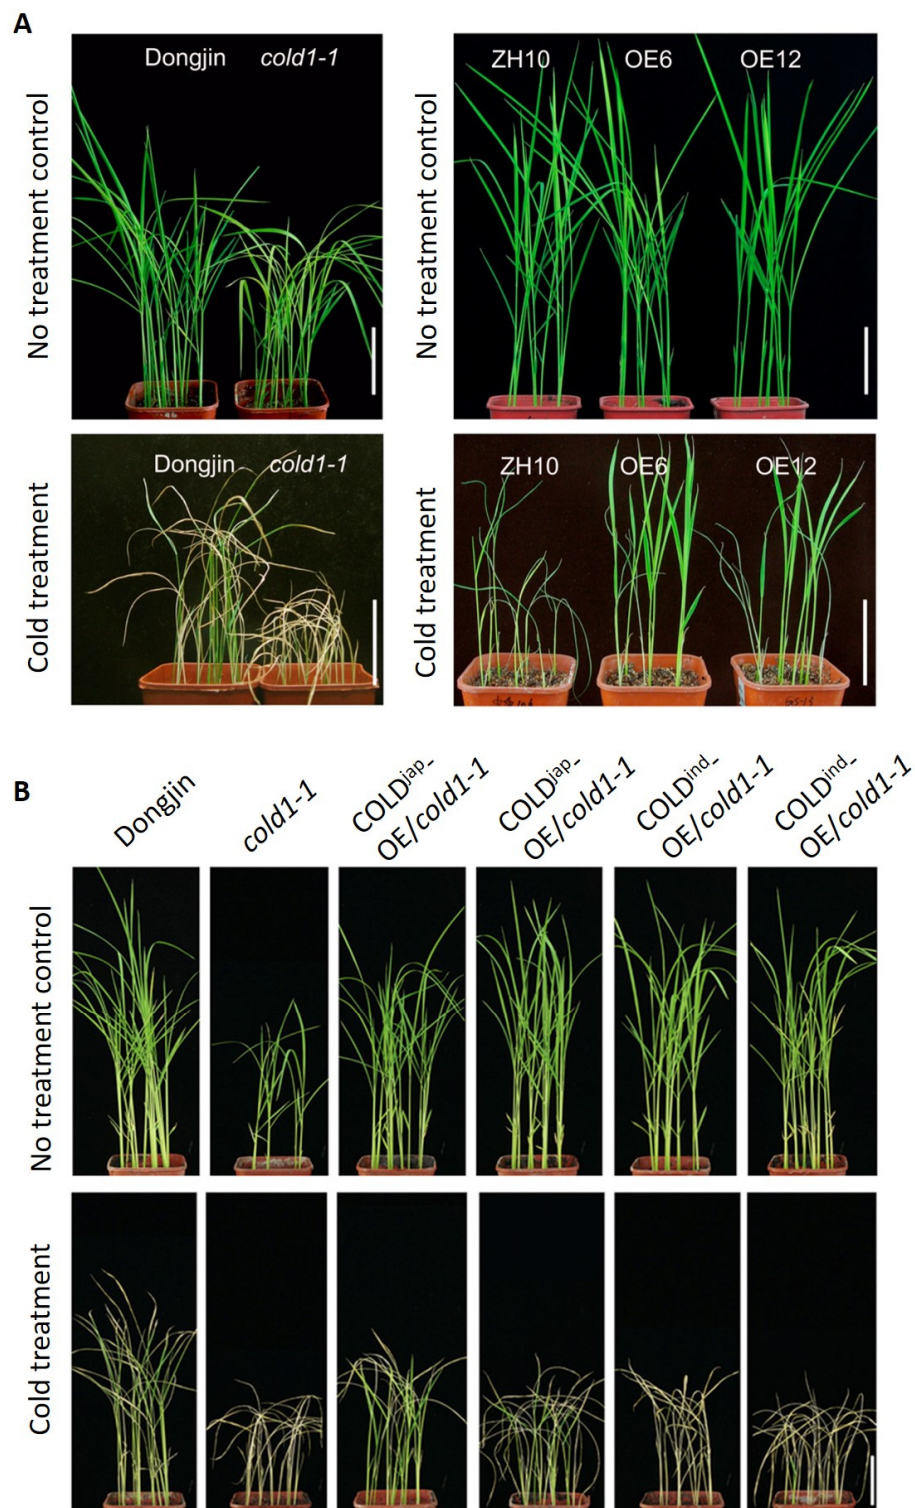 A
No treatment control
Dongjin cold1-1
No treatment control
ZH10 OE6 OE12
Cold treatment
Dongjin cold1-1
Cold treatment
ZH10 OE6 OE12
B
Dongjin
cold1-1
COLDjap-
OE/cold1-1
COLDjap-
OE/cold1-1
COLDind-
OE/cold1-1
COLDind-
OE/cold1-1
No treatment control
Cold treatment